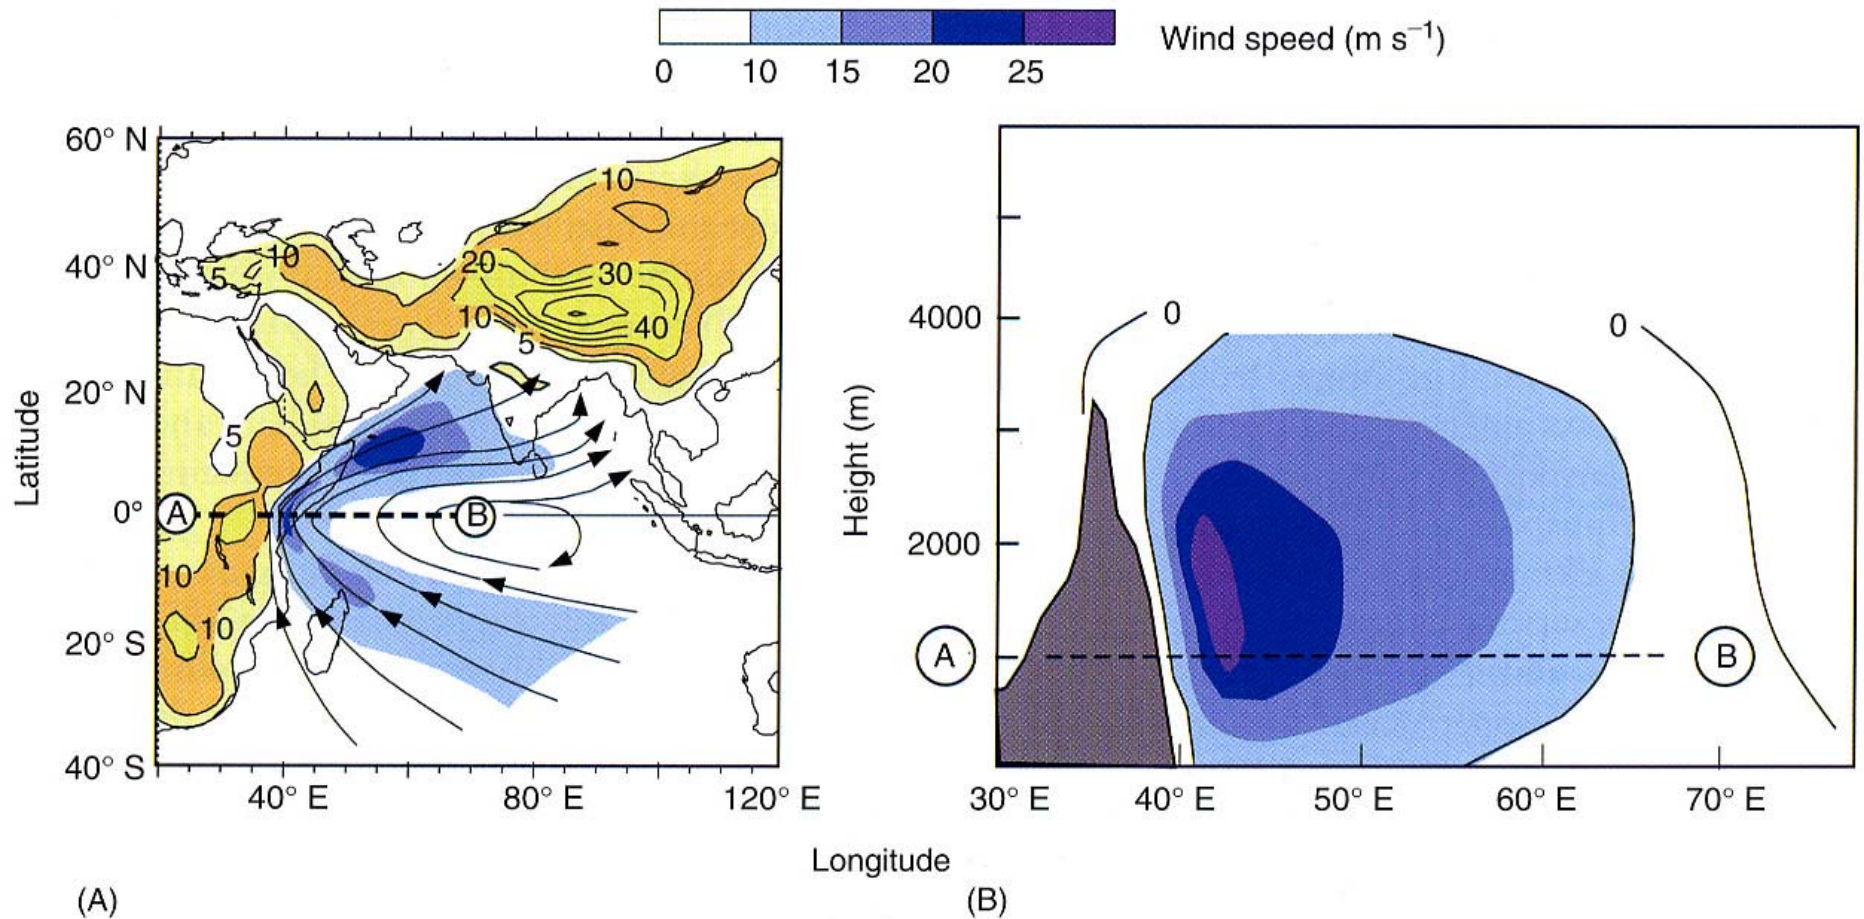 Wind speed (m s⁻¹)
0 10 15 20 25
60° N
40° N
20° N
0°
20° S
40° S
Latitude
10
10
5
20
30
10
40
5
5
A
B
10
10
40° E 80° E 120° E
0
0
4000
2000
Height (m)
A
B
30° E 40° E 50° E 60° E 70° E
Longitude
(A)
(B)